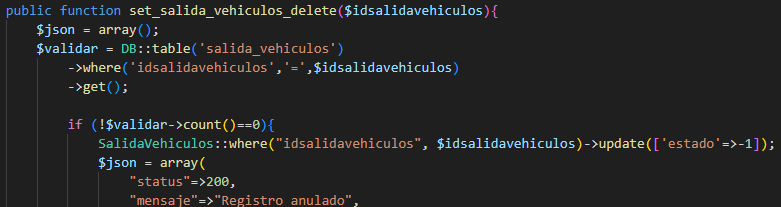 public function set_salida_vehiculos_delete($idsalidavehiculos){
    $json = array();
    $validar = DB::table('salida_vehiculos')
        ->where('idsalidavehiculos','=',$idsalidavehiculos)
        ->get();

        if (!$validar->count()==0){
            SalidaVehiculos::where("idsalidavehiculos", $idsalidavehiculos)->update(['estado'=>-1]);
            $json = array(
                "status"=>200,
                "mensaje"=>"Registro anulado",